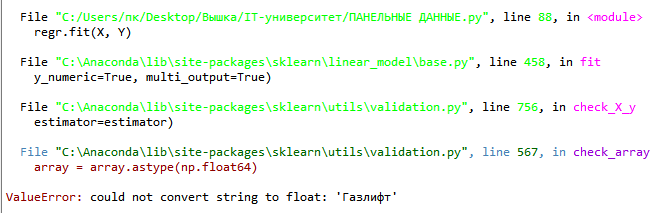 File "C:/Users/пк/Desktop/Вышка/IT-университет/ПАНЕЛЬНЫЕ ДАННЫЕ.py", line 88, in <module>
regr.fit(X, Y)
File "C:\Anaconda\lib\site-packages\sklearn\linear_model\base.py", line 458, in fit
y_numeric=True, multi_output=True)
File "C:\Anaconda\lib\site-packages\sklearn\utils\validation.py", line 756, in check_X_y
estimator=estimator)
File "C:\Anaconda\lib\site-packages\sklearn\utils\validation.py", line 567, in check_array
array = array.astype(np.float64)
ValueError: could not convert string to float: 'Газлифт'